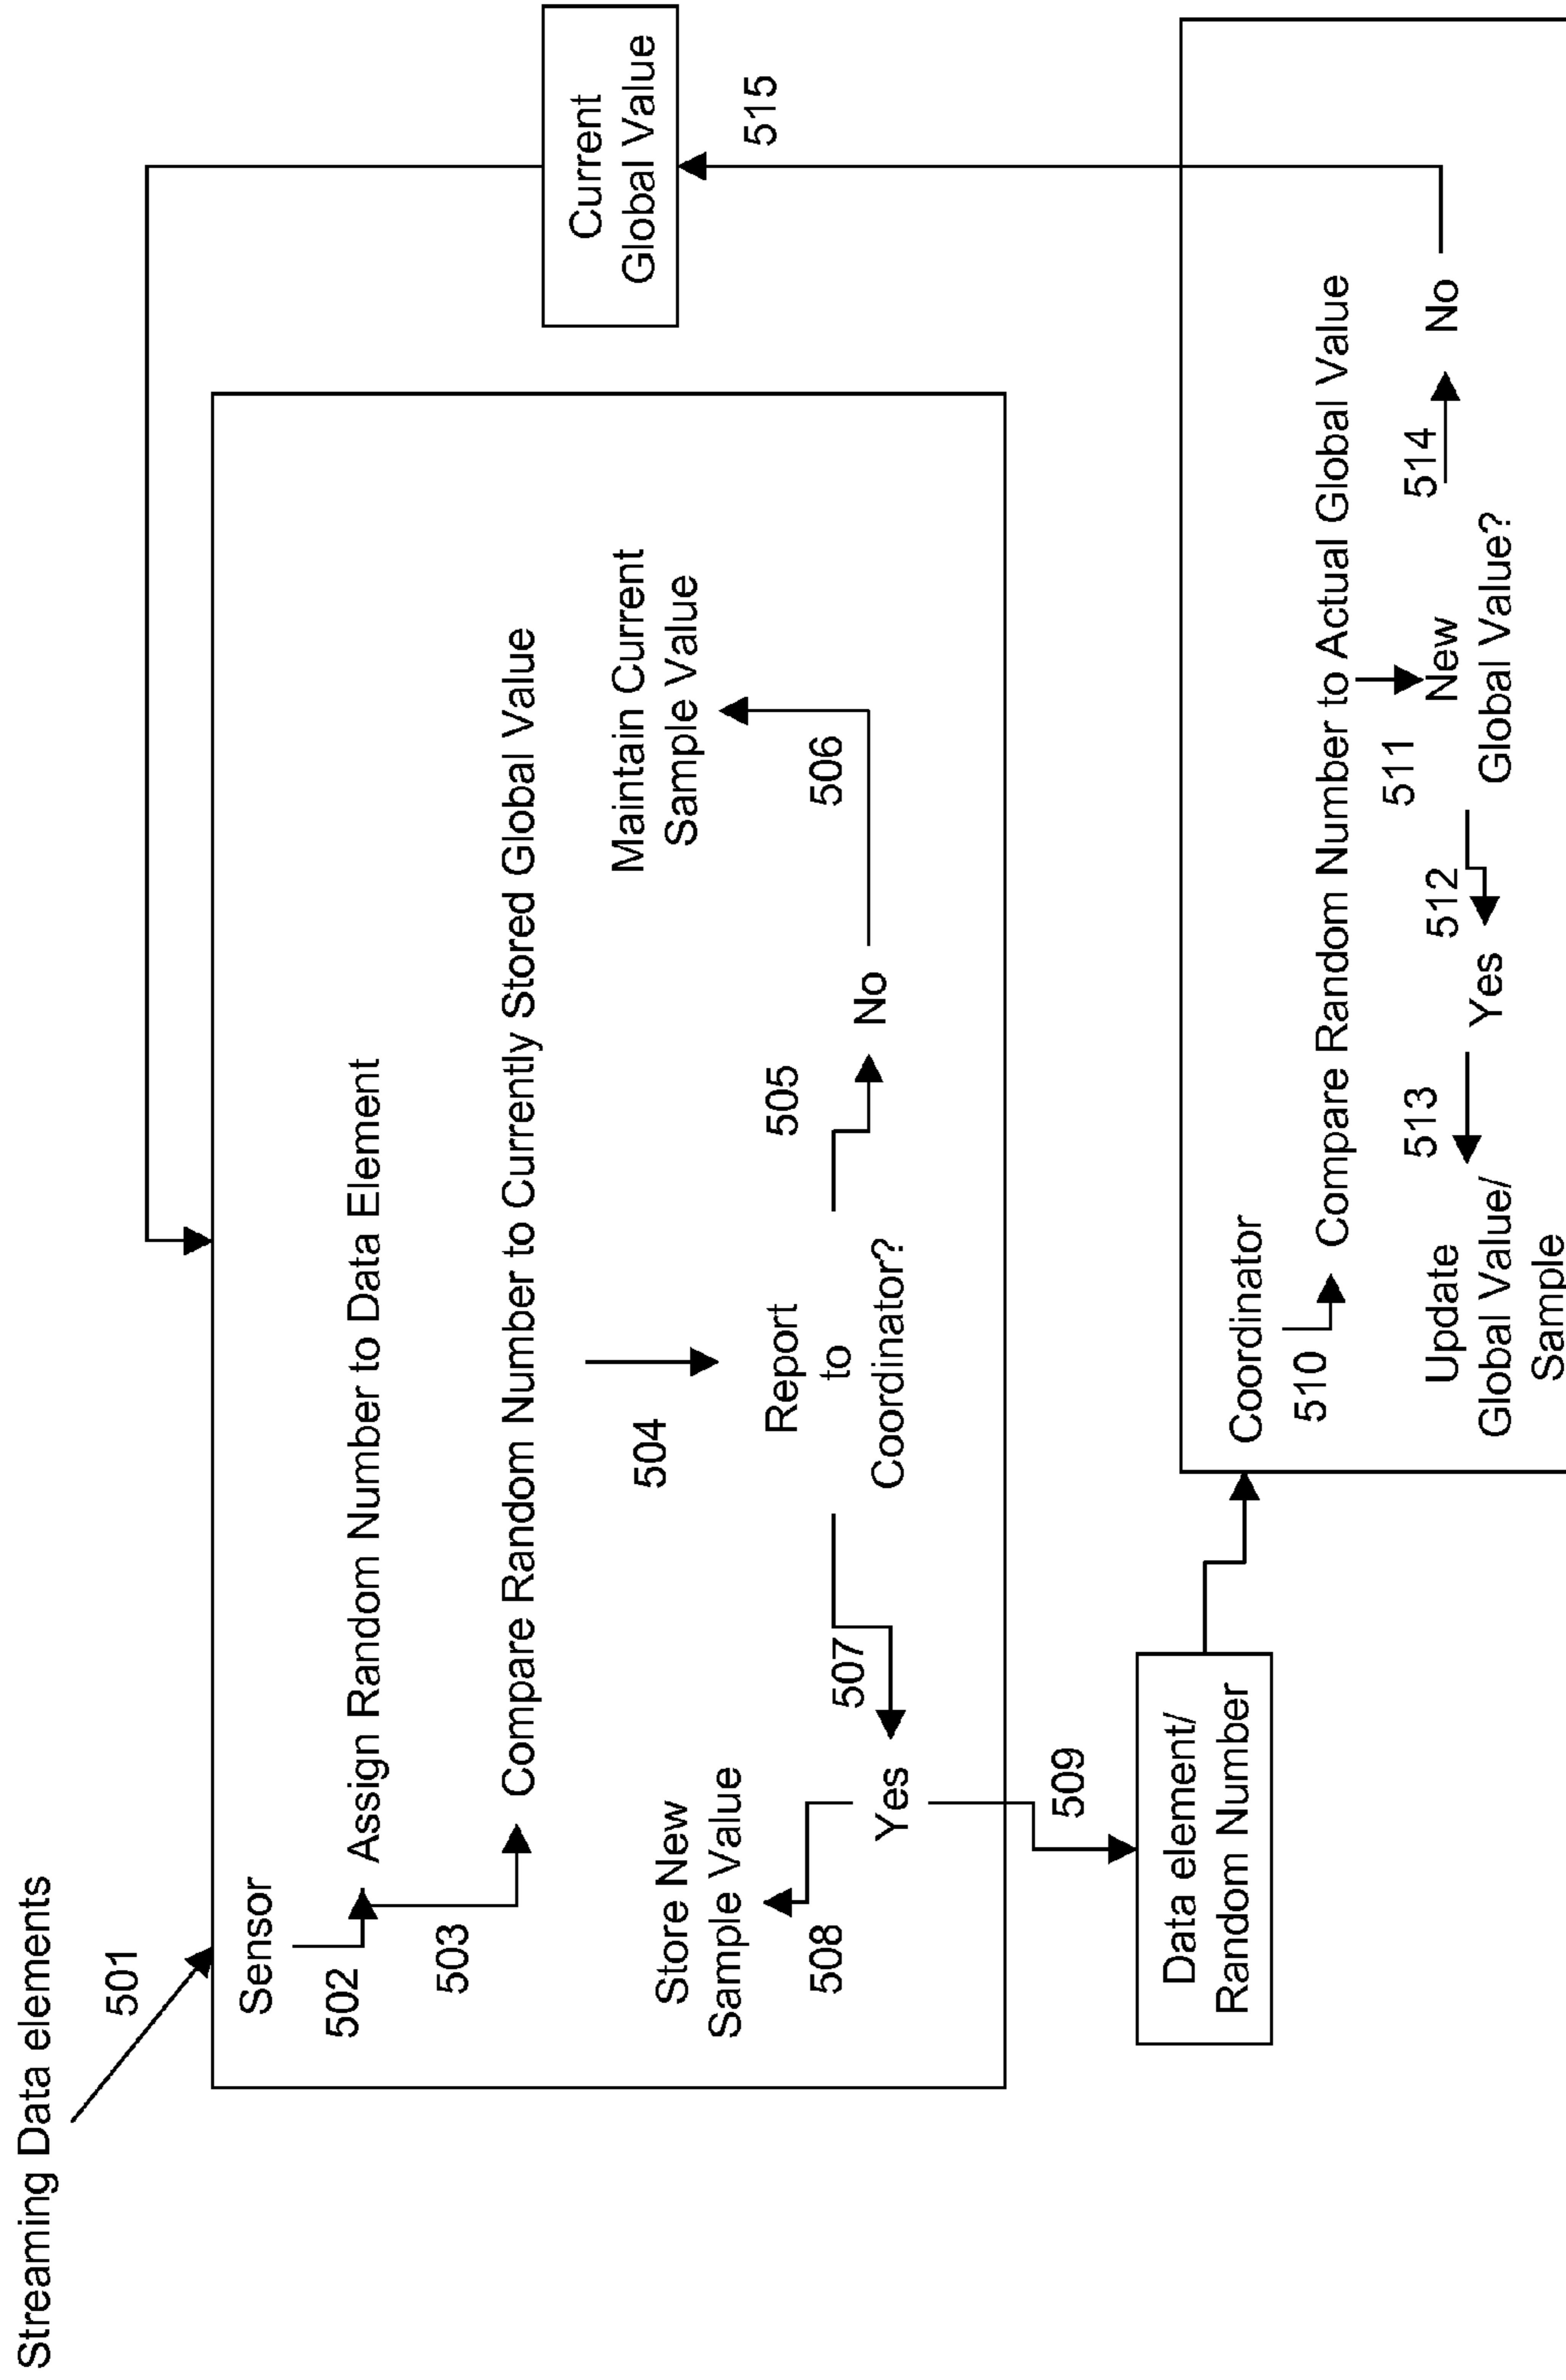 Streaming Data elements
501
Sensor
502
Assign Random Number to Data Element
503
Compare Random Number to Currently Stored Global Value
504
Report
to
Coordinator?
505
No
506
Maintain Current
Sample Value
507
Yes
508
Store New
Sample Value
509
Data element/
Random Number
Coordinator
510
Compare Random Number to Actual Global Value
511
New
Global Value?
512
Yes
513
Update
Global Value/
Sample
514
No
515
Current
Global Value